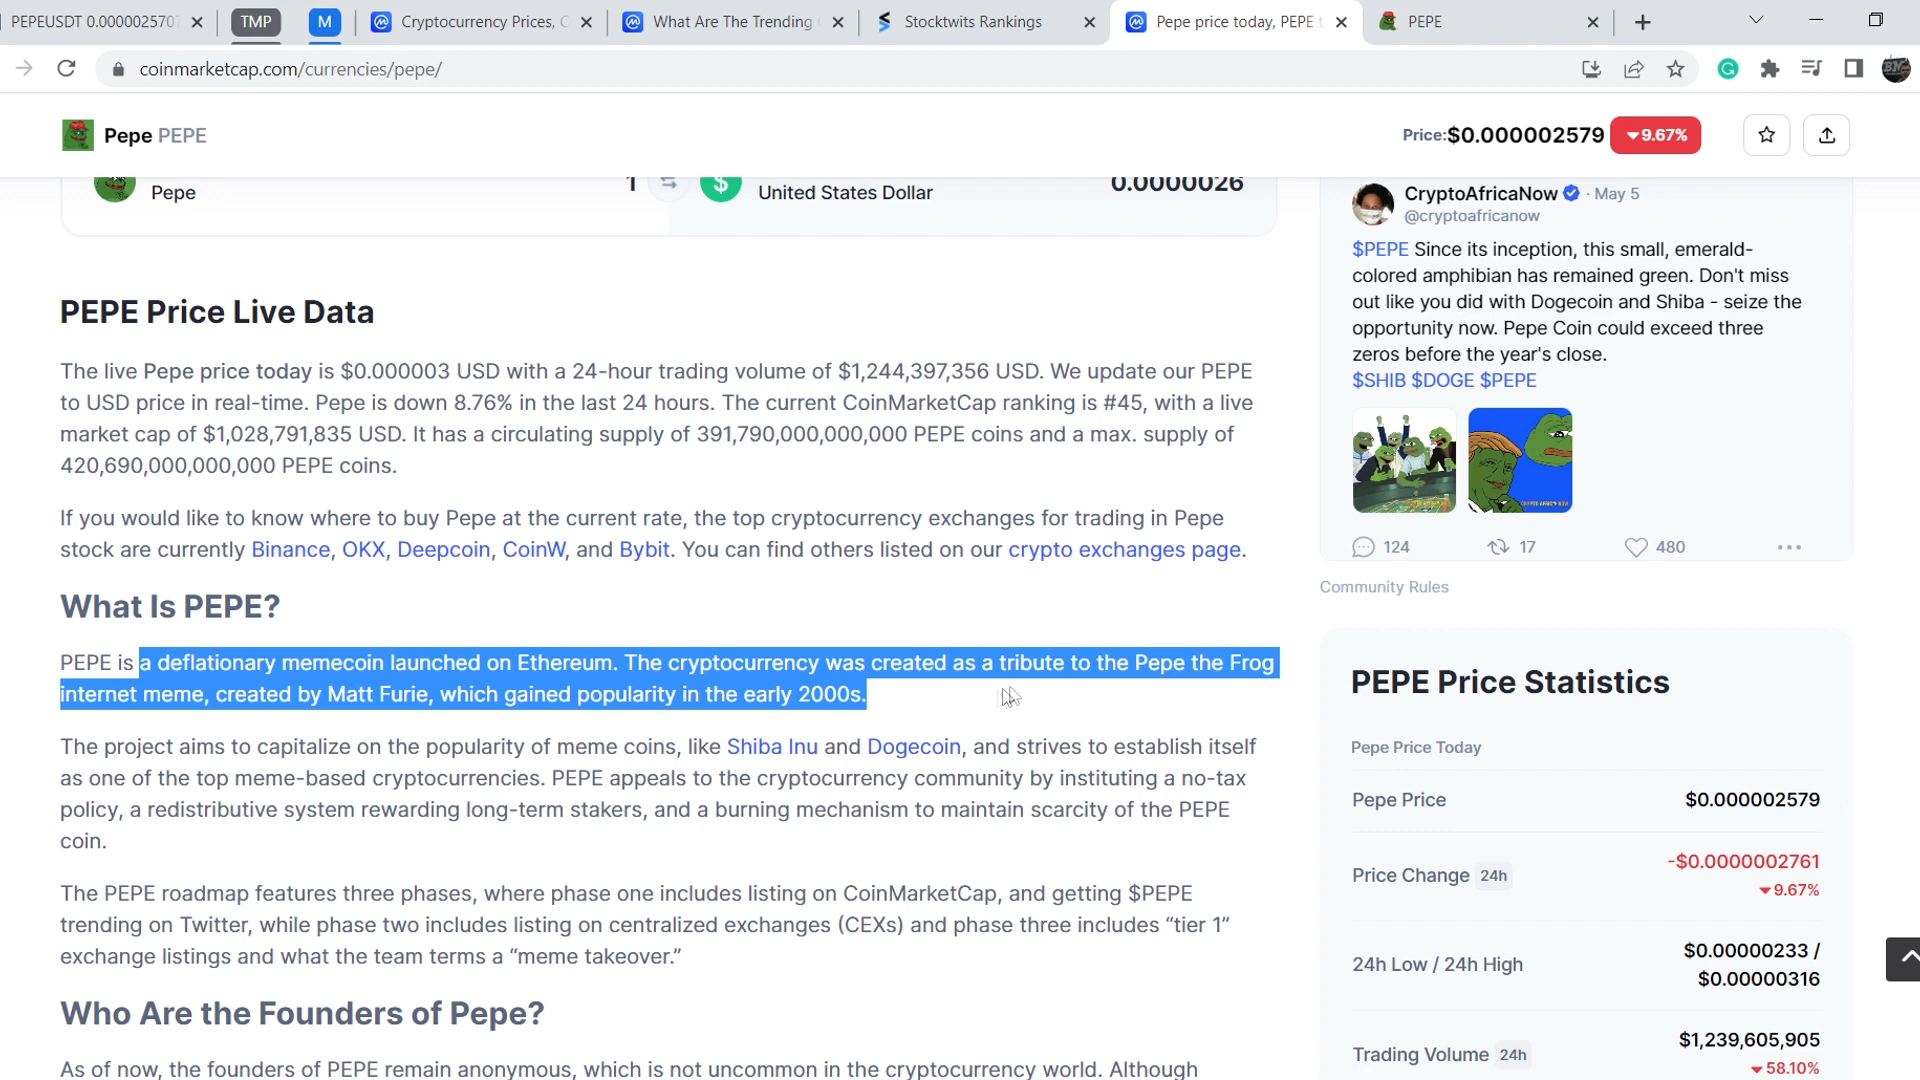 PEPEUSDT 0.0000025707
TMP
M
Cryptocurrency Prices, C
What Are The Trending
Stocktwits Rankings
Pepe price today, PEPE t
PEPE
coinmarketcap.com/currencies/pepe/
Pepe PEPE
Price:$0.000002579
9.67%
Pepe
1
United States Dollar
0.0000026
PEPE Price Live Data
The live Pepe price today is $0.000003 USD with a 24-hour trading volume of $1,244,397,356 USD. We update our PEPE
to USD price in real-time. Pepe is down 8.76% in the last 24 hours. The current CoinMarketCap ranking is #45, with a live
market cap of $1,028,791,835 USD. It has a circulating supply of 391,790,000,000,000 PEPE coins and a max. supply of
420,690,000,000,000 PEPE coins.
If you would like to know where to buy Pepe at the current rate, the top cryptocurrency exchanges for trading in Pepe
stock are currently Binance, OKX, Deepcoin, CoinW, and Bybit. You can find others listed on our crypto exchanges page.
What Is PEPE?
PEPE is a deflationary memecoin launched on Ethereum. The cryptocurrency was created as a tribute to the Pepe the Frog
internet meme, created by Matt Furie, which gained popularity in the early 2000s.
The project aims to capitalize on the popularity of meme coins, like Shiba Inu and Dogecoin, and strives to establish itself
as one of the top meme-based cryptocurrencies. PEPE appeals to the cryptocurrency community by instituting a no-tax
policy, a redistributive system rewarding long-term stakers, and a burning mechanism to maintain scarcity of the PEPE
coin.
The PEPE roadmap features three phases, where phase one includes listing on CoinMarketCap, and getting $PEPE
trending on Twitter, while phase two includes listing on centralized exchanges (CEXs) and phase three includes “tier 1”
exchange listings and what the team terms a “meme takeover.”
Who Are the Founders of Pepe?
As of now, the founders of PEPE remain anonymous, which is not uncommon in the cryptocurrency world. Although
CryptoAfricaNow · May 5
@cryptoafricanow
$PEPE Since its inception, this small, emerald-
colored amphibian has remained green. Don't miss
out like you did with Dogecoin and Shiba - seize the
opportunity now. Pepe Coin could exceed three
zeros before the year's close.
$SHIB $DOGE $PEPE
124
17
480
Community Rules
PEPE Price Statistics
Pepe Price Today
Pepe Price
$0.000002579
Price Change 24h
-$0.0000002761
9.67%
24h Low / 24h High
$0.00000233 /
$0.00000316
Trading Volume 24h
$1,239,605,905
58.10%